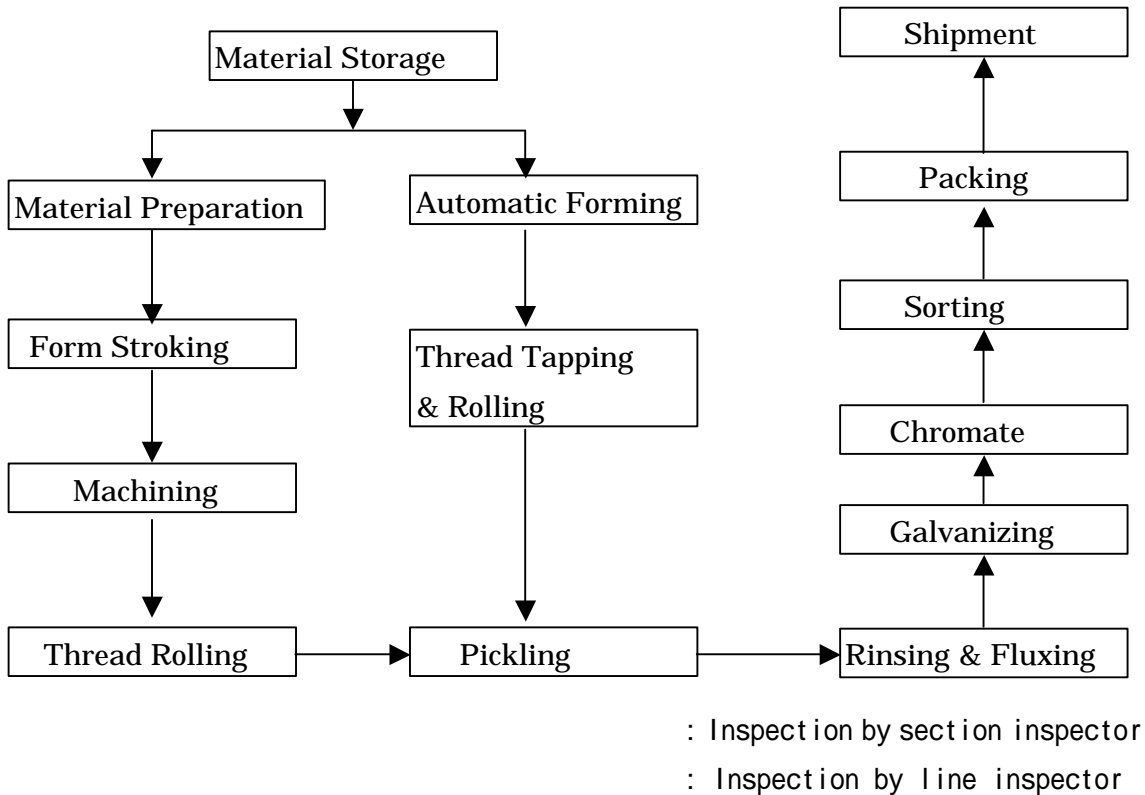 Material Storage
Material Preparation
Form Stroking
Machining
Thread Rolling
Automatic Forming
Thread Tapping
& Rolling
Pickling
Rinsing & Fluxing
Galvanizing
Chromate
Sorting
Packing
Shipment
: Inspection by section inspector
: Inspection by line inspector